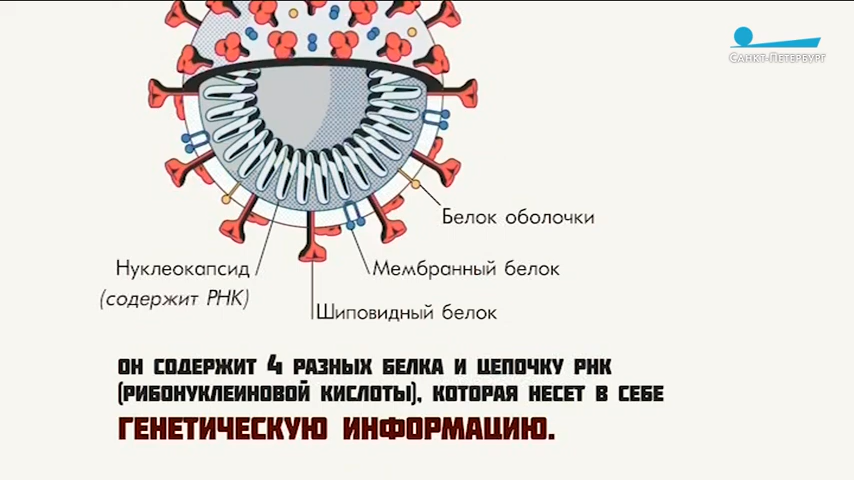 Санкт-Петербург
Белок оболочки
Нуклеокапсид
Мембранный белок
(содержит РНК)
Шиповидный белок
ОН СОДЕРЖИТ 4 РАЗНЫХ БЕЛКА И ЦЕПОЧКУ РНК
(РИБОНУКЛЕИНОВОЙ КИСЛОТЫ), КОТОРАЯ НЕСЕТ В СЕБЕ
ГЕНЕТИЧЕСКУЮ ИНФОРМАЦИЮ.